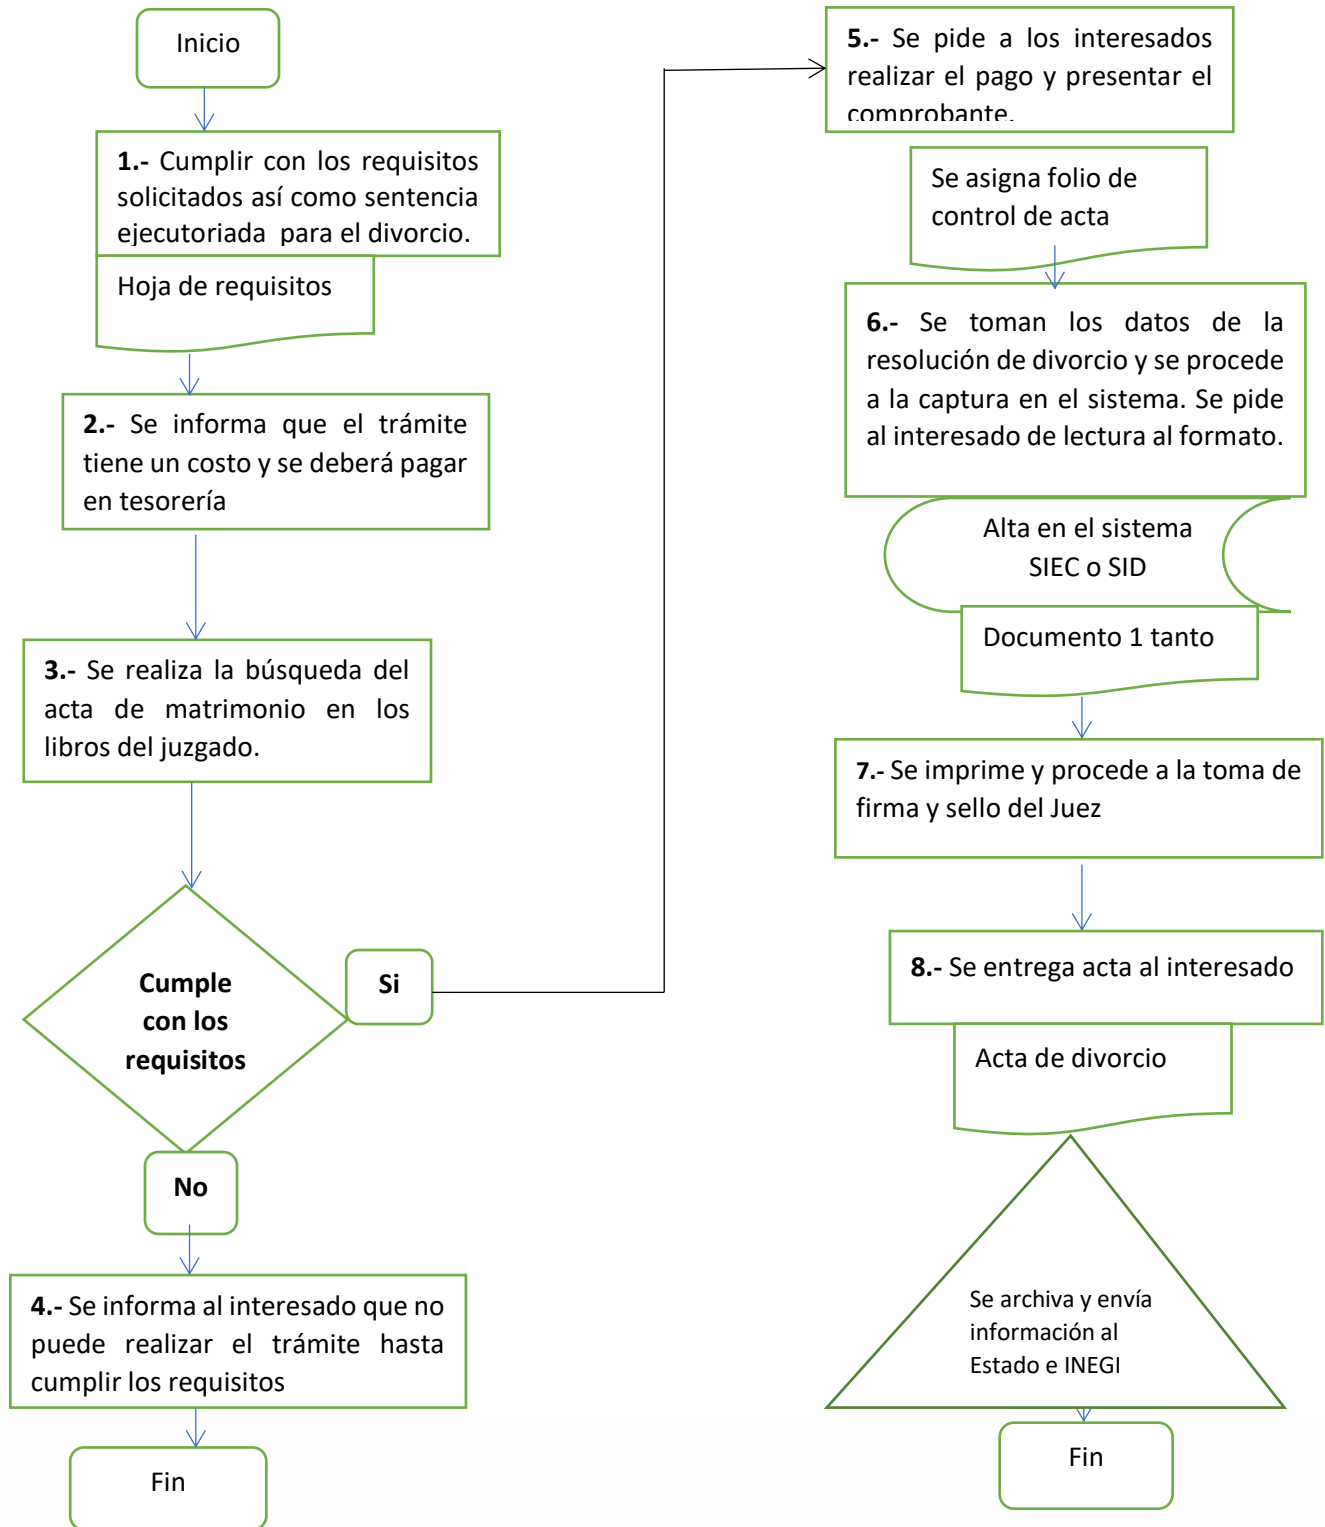 Inicio
1.- Cumplir con los requisitos
solicitados así como sentencia
ejecutoriada para el divorcio.
Hoja de requisitos
2.- Se informa que el trámite
tiene un costo y se deberá pagar
en tesorería
3.- Se realiza la búsqueda del
acta de matrimonio en los
libros del juzgado.
Cumple
con los
requisitos
Si
No
4.- Se informa al interesado que no
puede realizar el trámite hasta
cumplir los requisitos
Fin
5.- Se pide a los interesados
realizar el pago y presentar el
comprobante.
Se asigna folio de
control de acta
6.- Se toman los datos de la
resolución de divorcio y se procede
a la captura en el sistema. Se pide
al interesado de lectura al formato.
Alta en el sistema
SIEC o SID
Documento 1 tanto
7.- Se imprime y procede a la toma de
firma y sello del Juez
8.- Se entrega acta al interesado
Acta de divorcio
Se archiva y envía
información al
Estado e INEGI
Fin